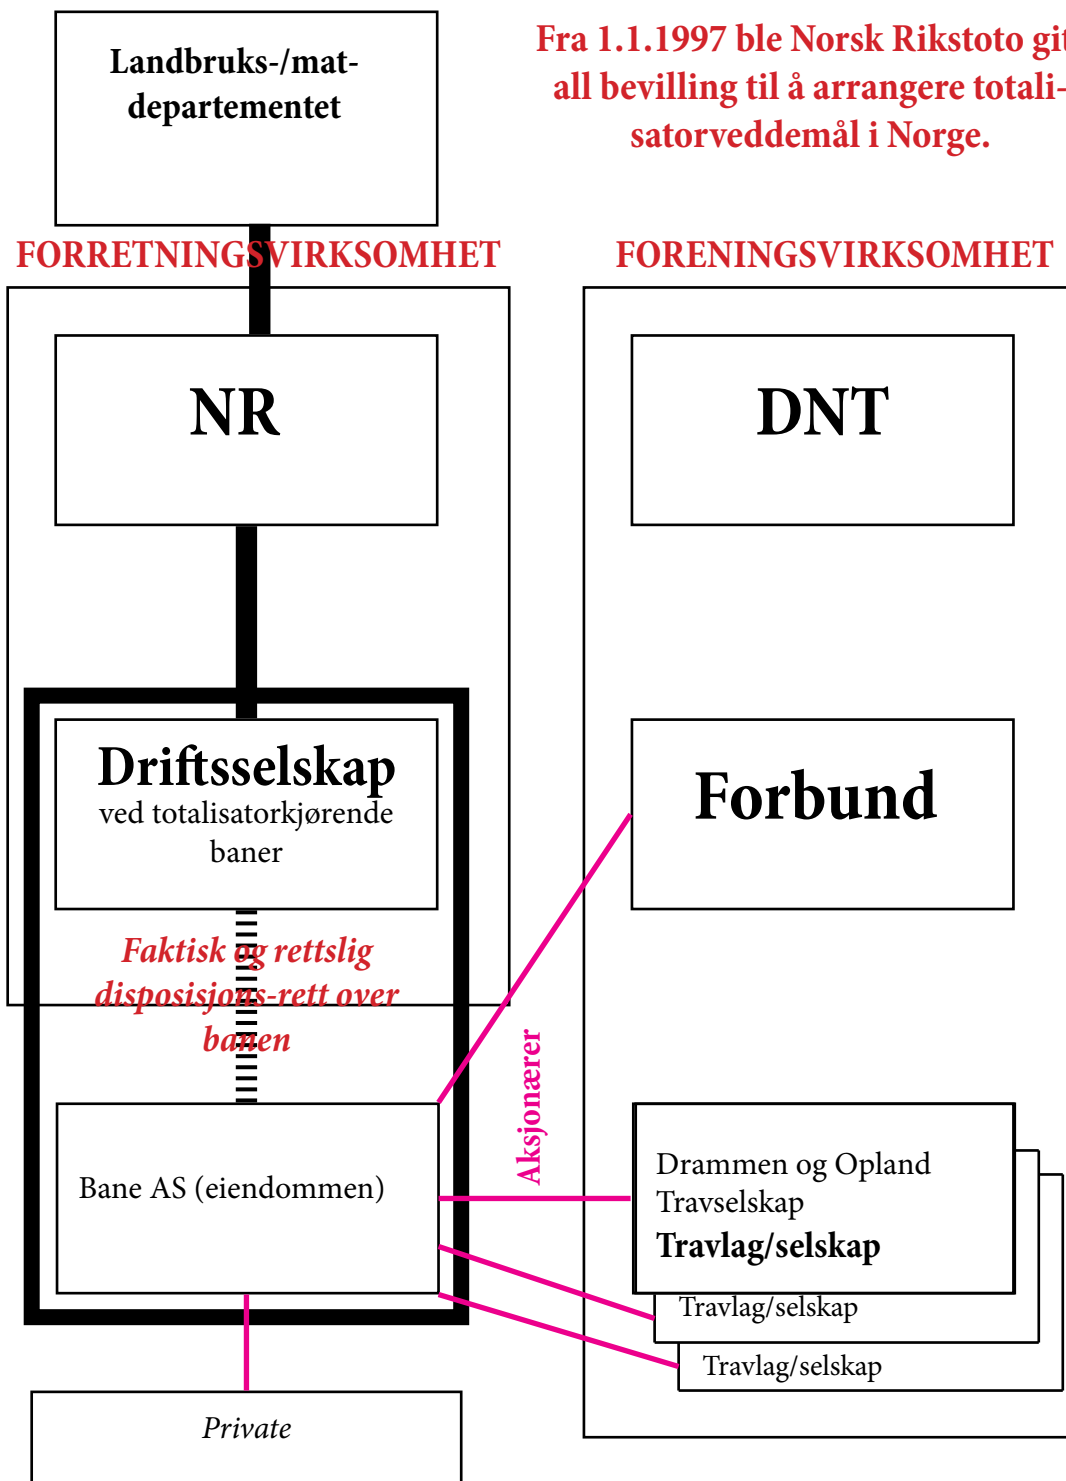 Landbruks-/mat-
departementet
Fra 1.1.1997 ble Norsk Rikstoto git
all bevilling til å arrangere totali-
satorveddemål i Norge.
FORRETNINGSVIRKSOMHET
FORENINGSVIRKSOMHET
NR
DNT
Driftsselskap
ved totalisatorkjørende
baner
Forbund
Faktisk og rettslig
disposisjons-rett over
banen
Aksjonærer
Bane AS (eiendommen)
Drammen og Opland
Travselskap
Travlag/selskap
Travlag/selskap
Travlag/selskap
Private